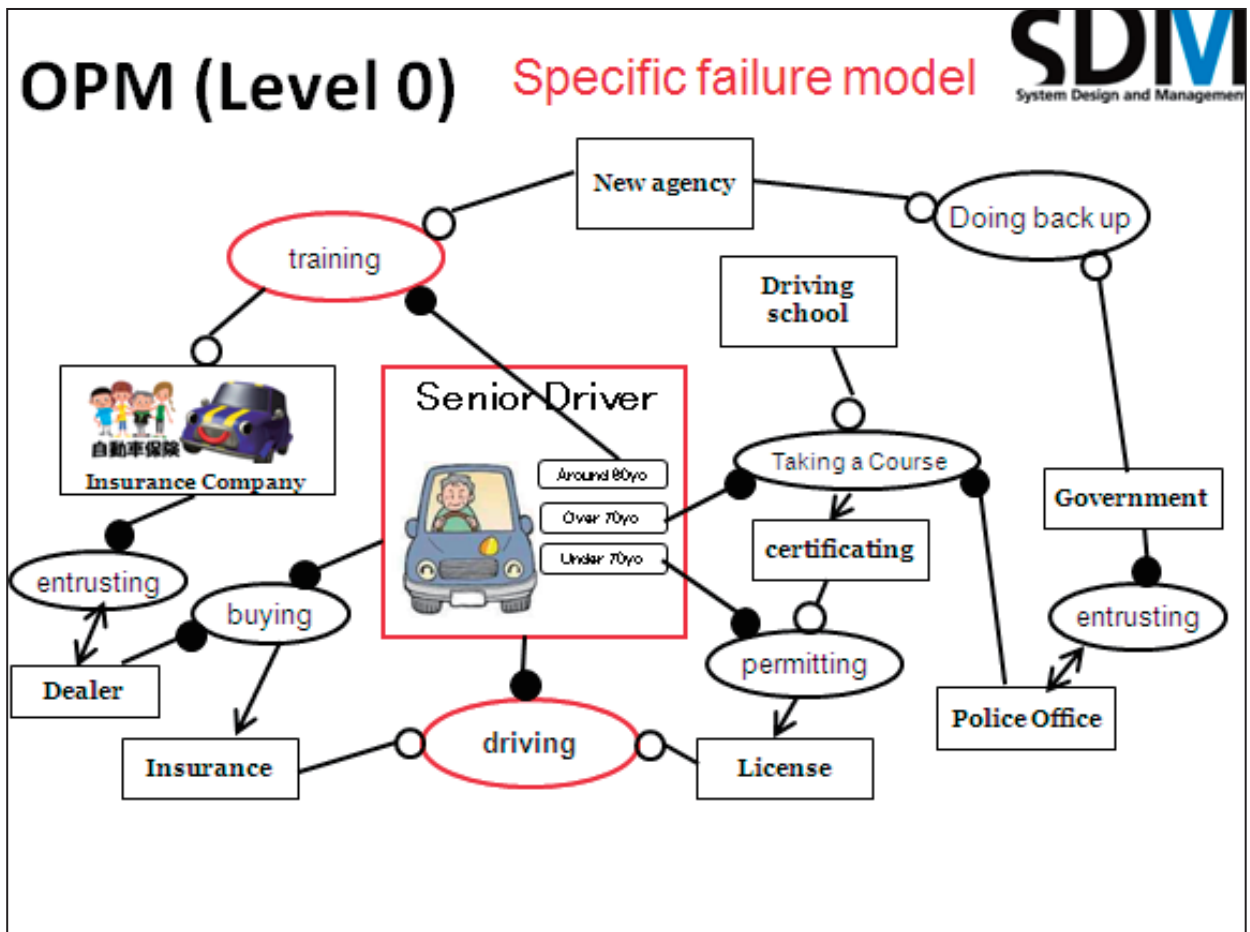 OPM (Level 0)
Specific failure model
SDM
System Design and Management
New agency
Doing back up
training
Driving
school
Senior Driver
自動車保険
Insurance Company
Around 60yo
Over 70yo
Under 70yo
Taking a Course
Government
certificating
entrusting
buying
entrusting
permitting
Dealer
Police Office
driving
Insurance
License